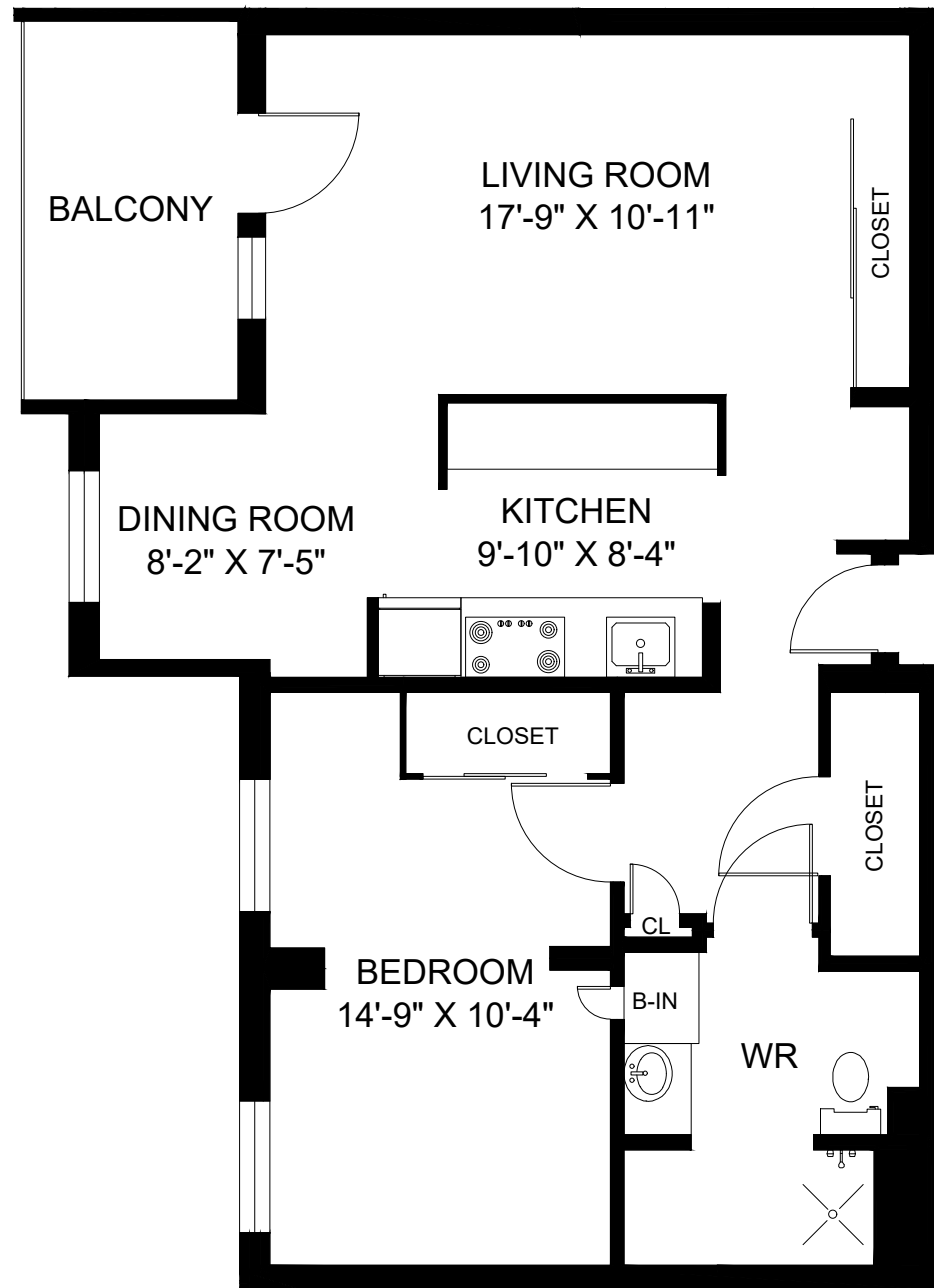 LIVING ROOM
17'-9" X 10'-11"
BALCONY
CLOSET
DINING ROOM
8'-2" X 7'-5"
KITCHEN
9'-10" X 8'-4"
CLOSET
CLOSET
CL
BEDROOM
14'-9" X 10'-4"
B-IN
WR